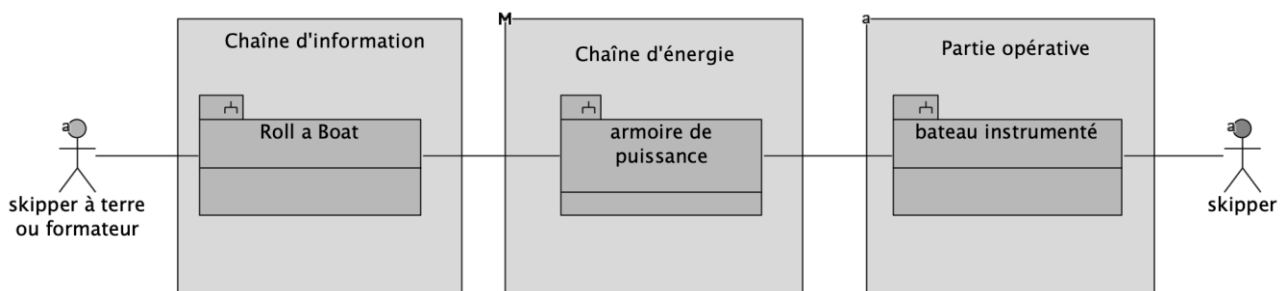 Chaîne d'information
M
Chaîne d'énergie
a
Partie opérative
Roll a Boat
armoire de
puissance
bateau instrumenté
a
skipper à terre
ou formateur
a
skipper